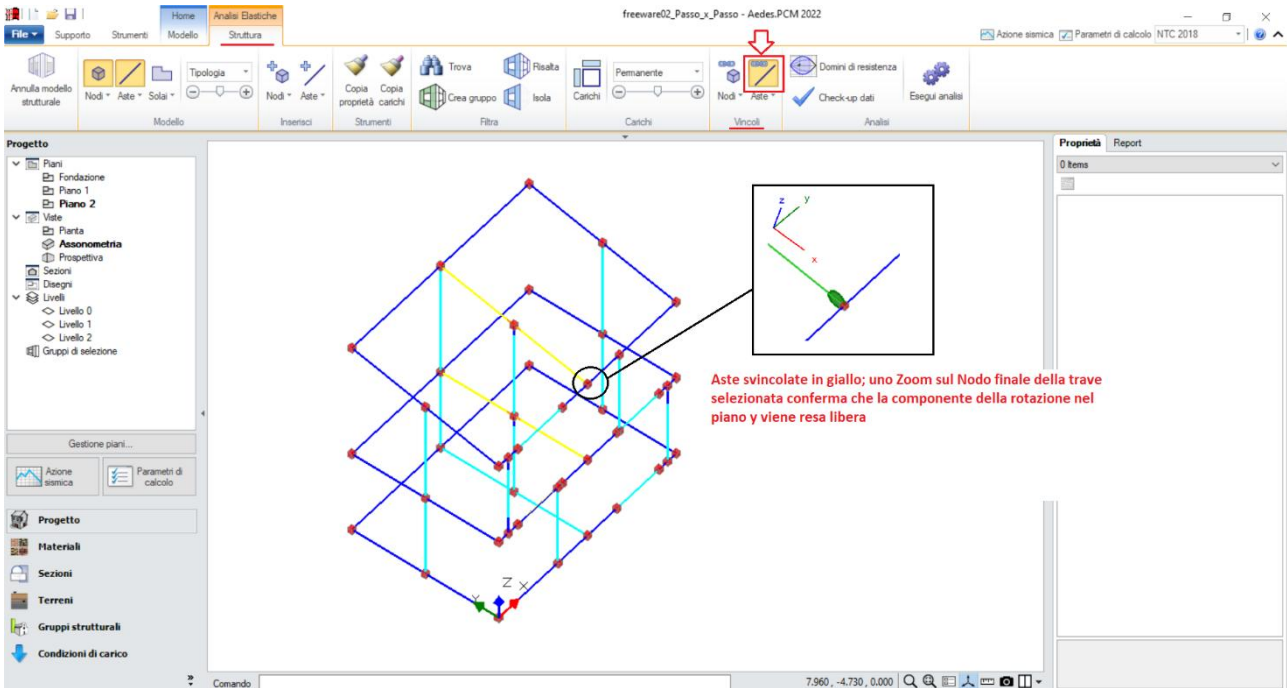 freeware02_Passo_x_Passo - Aedes.PCM 2022
Home
Analisi Elastiche
File
Supporto
Strumenti
Modello
Struttura
Azione sismica
Parametri di calcolo
NTC 2018
Annulla modello
strutturale
Nodi
Aste
Solai
Tipologia
Modello
Nodi
Aste
Inserisci
Copia
proprietà
Copia
carichi
Strumenti
Trova
Crea gruppo
Risalta
Isola
Filtra
Carichi
Permanente
Carichi
Nodi
Aste
Vincoli
Domini di resistenza
Check-up dati
Esegui analisi
Analisi
Progetto
Piani
Fondazione
Piano 1
Piano 2
Viste
Pianta
Assonometria
Prospettiva
Sezioni
Disegni
Livelli
Livello 0
Livello 1
Livello 2
Gruppi di selezione
Gestione piani...
Azione
sismica
Parametri di
calcolo
Progetto
Materiali
Sezioni
Terreni
Gruppi strutturali
Condizioni di carico
z
y
x
Aste svincolate in giallo; uno Zoom sul Nodo finale della trave
selezionata conferma che la componente della rotazione nel
piano y viene resa libera
Z
X
Y
Proprietà
Report
0 Items
Comando
7.960 , -4.730 , 0.000